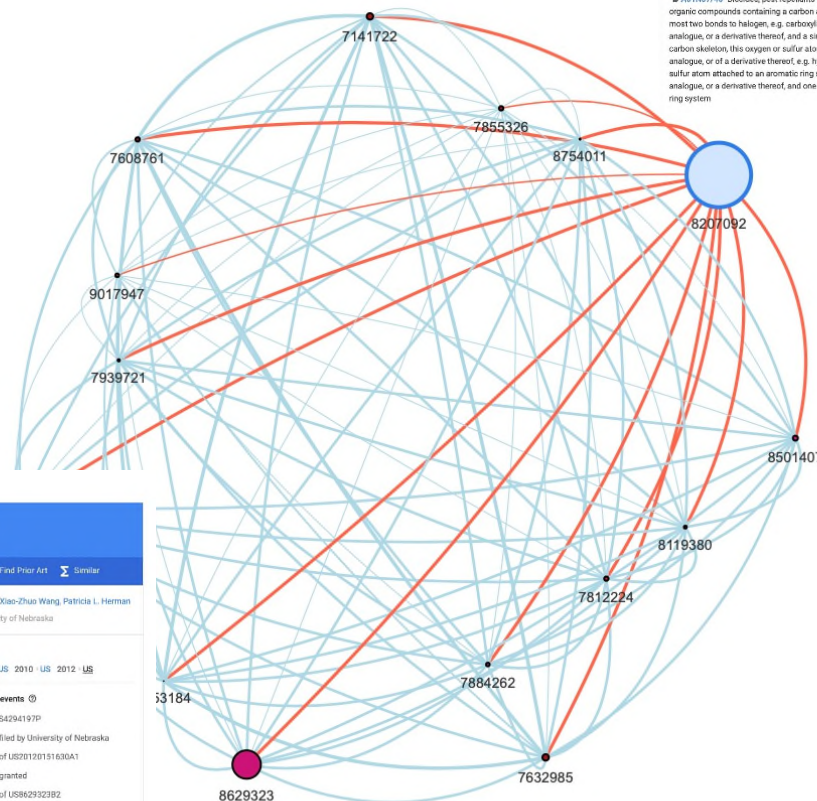 organic compounds containing a carbon
most two bonds to halogen, e.g. carboxyli
analogue, or a derivative thereof, and a si
carbon skeleton, this oxygen or sulfur ato
analogue, or of a derivative thereof, e.g. h
sulfur atom attached to an aromatic ring
analogue, or a derivative thereof, and one
ring system
7141722
7855326
7608761
8754011
8207092
9017947
7939721
850140
8119380
7812224
7884262
53184
7632985
8629323
Find Prior Art Σ Similar
Xiao-Zhuo Wang, Patricia L. Herman
ity of Nebraska
US 2010 · US 2012 · US
events
S4294197P
filed by University of Nebraska
of US20120151630A1
granted
of US8629323B2